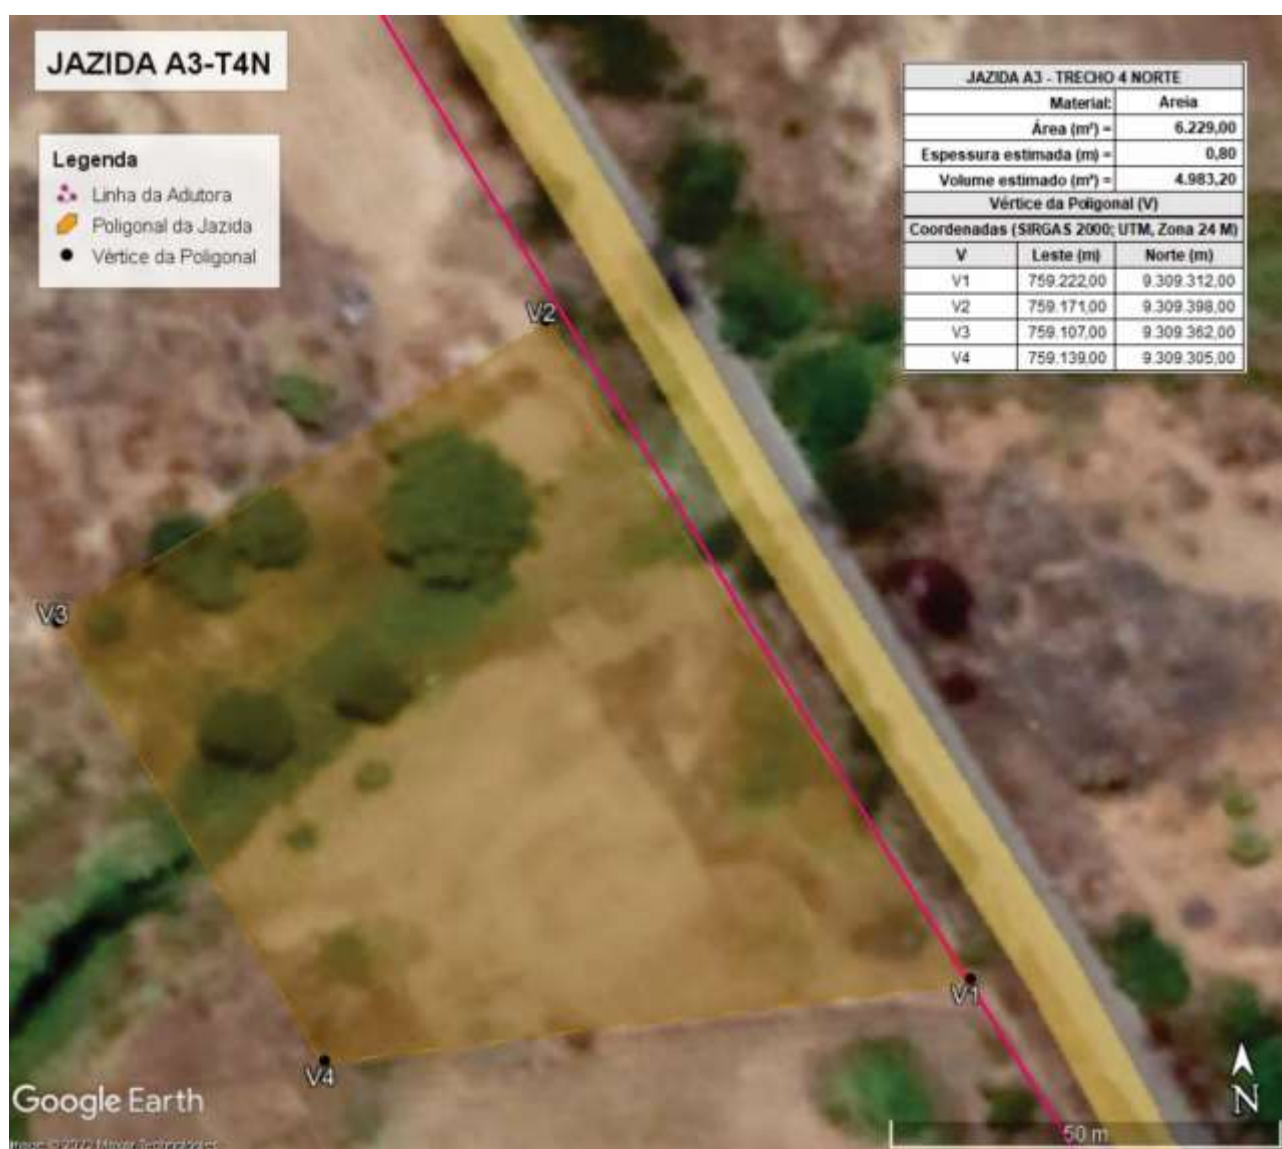 JAZIDA A3-T4N
Legenda
Linha da Adutora
Poligonal da Jazida
Vértice da Poligonal
JAZIDA A3 - TRECHO 4 NORTE
Material: Areia
Área (m²) = 6.229,00
Espessura estimada (m) = 0,80
Volume estimado (m³) = 4.983,20
Vértice da Poligonal (V)
Coordenadas (SIRGAS 2000; UTM, Zona 24 M)
V Leste (m) Norte (m)
V1 759.222,00 9.309.312,00
V2 759.171,00 9.309.398,00
V3 759.107,00 9.309.362,00
V4 759.139,00 9.309.305,00
V2
V3
V1
V4
N
Google Earth
Image © 2022 Maxar Technologies
50 m